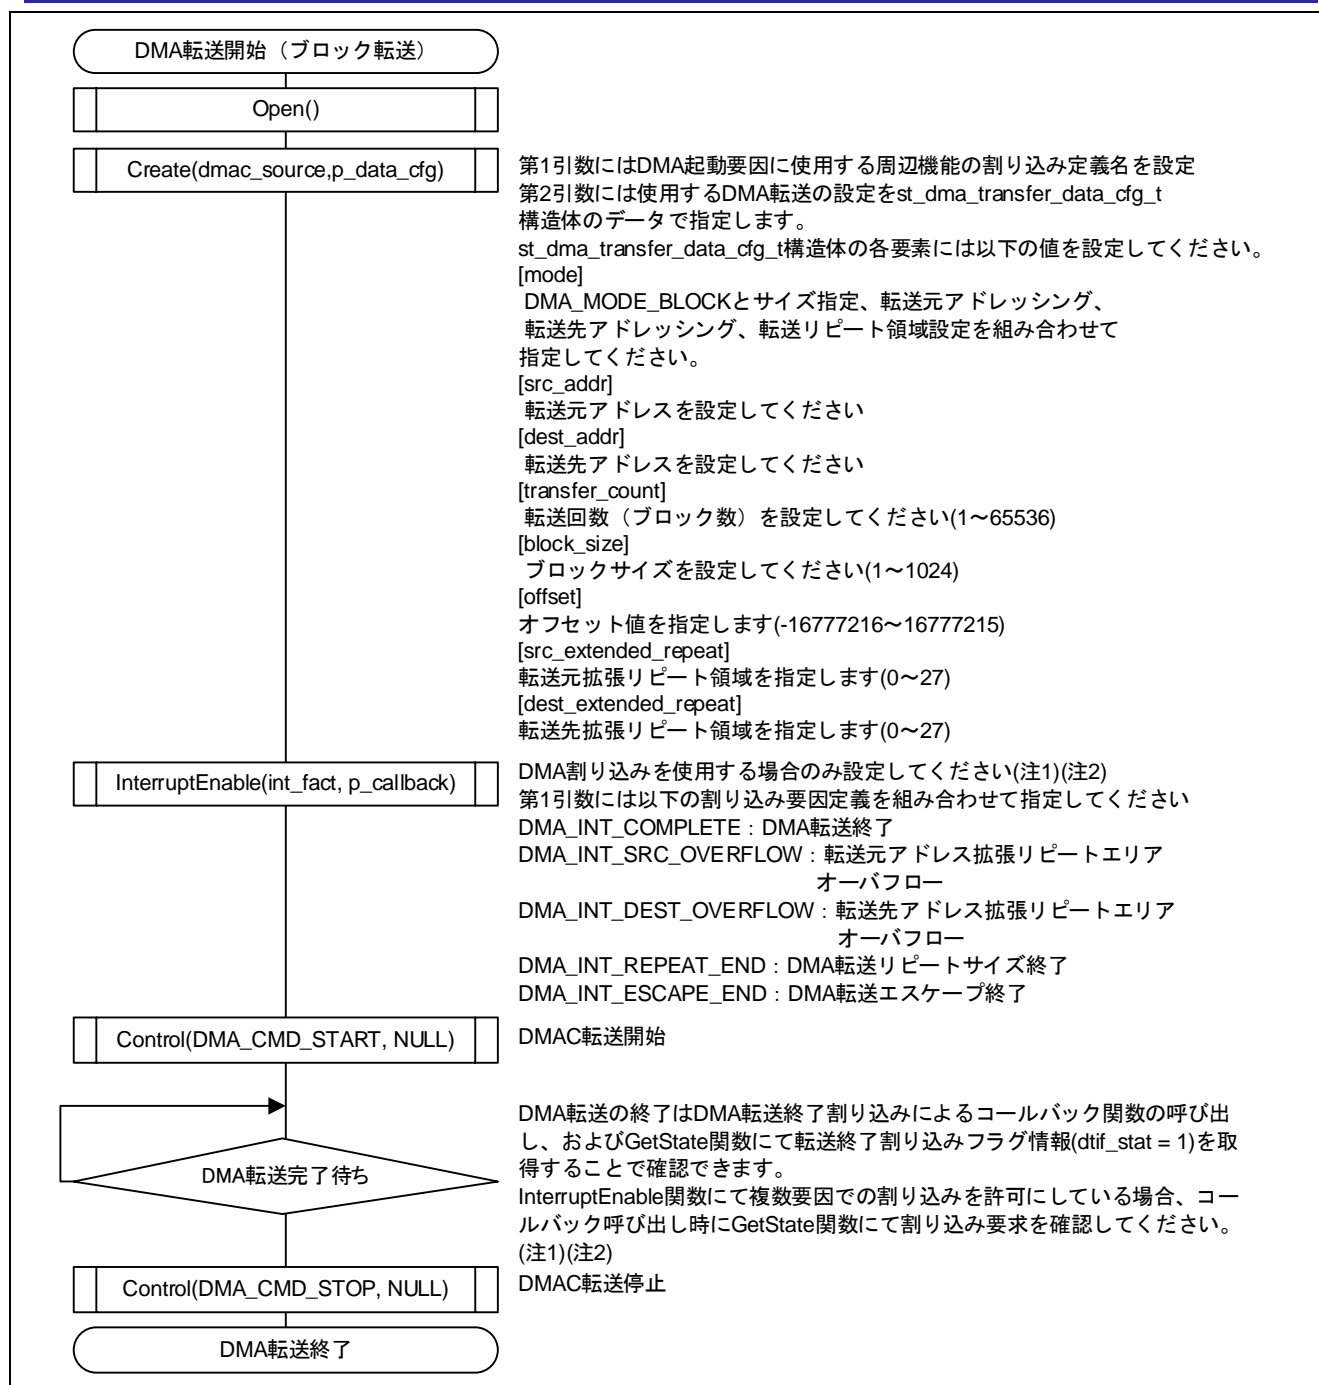 DMA転送開始（ブロック転送）
Open()
Create(dmac_source,p_data_cfg)
第1引数にはDMA起動要因に使用する周辺機能の割り込み定義名を設定
第2引数には使用するDMA転送の設定をst_dma_transfer_data_cfg_t
構造体のデータで指定します。
st_dma_transfer_data_cfg_t構造体の各要素には以下の値を設定してください。
[mode]
DMA_MODE_BLOCKとサイズ指定、転送元アドレッシング、
転送先アドレッシング、転送リピート領域設定を組み合わせて
指定してください。
[src_addr]
転送元アドレスを設定してください
[dest_addr]
転送先アドレスを設定してください
[transfer_count]
転送回数（ブロック数）を設定してください(1～65536)
[block_size]
ブロックサイズを設定してください(1～1024)
[offset]
オフセット値を指定します(-16777216～16777215)
[src_extended_repeat]
転送元拡張リピート領域を指定します(0～27)
[dest_extended_repeat]
転送先拡張リピート領域を指定します(0～27)
InterruptEnable(int_fact, p_callback)
DMA割り込みを使用する場合のみ設定してください(注1)(注2)
第1引数には以下の割り込み要因定義を組み合わせて指定してください
DMA_INT_COMPLETE：DMA転送終了
DMA_INT_SRC_OVERFLOW：転送元アドレス拡張リピートエリア
オーバフロー
DMA_INT_DEST_OVERFLOW：転送先アドレス拡張リピートエリア
オーバフロー
DMA_INT_REPEAT_END：DMA転送リピートサイズ終了
DMA_INT_ESCAPE_END：DMA転送エスケープ終了
Control(DMA_CMD_START, NULL)
DMAC転送開始
DMA転送完了待ち
DMA転送の終了はDMA転送終了割り込みによるコールバック関数の呼び出
し、およびGetState関数にて転送終了割り込みフラグ情報(dtif_stat = 1)を取
得することで確認できます。
InterruptEnable関数にて複数要因での割り込みを許可にしている場合、コー
ルバック呼び出し時にGetState関数にて割り込み要求を確認してください。
(注1)(注2)
Control(DMA_CMD_STOP, NULL)
DMAC転送停止
DMA転送終了